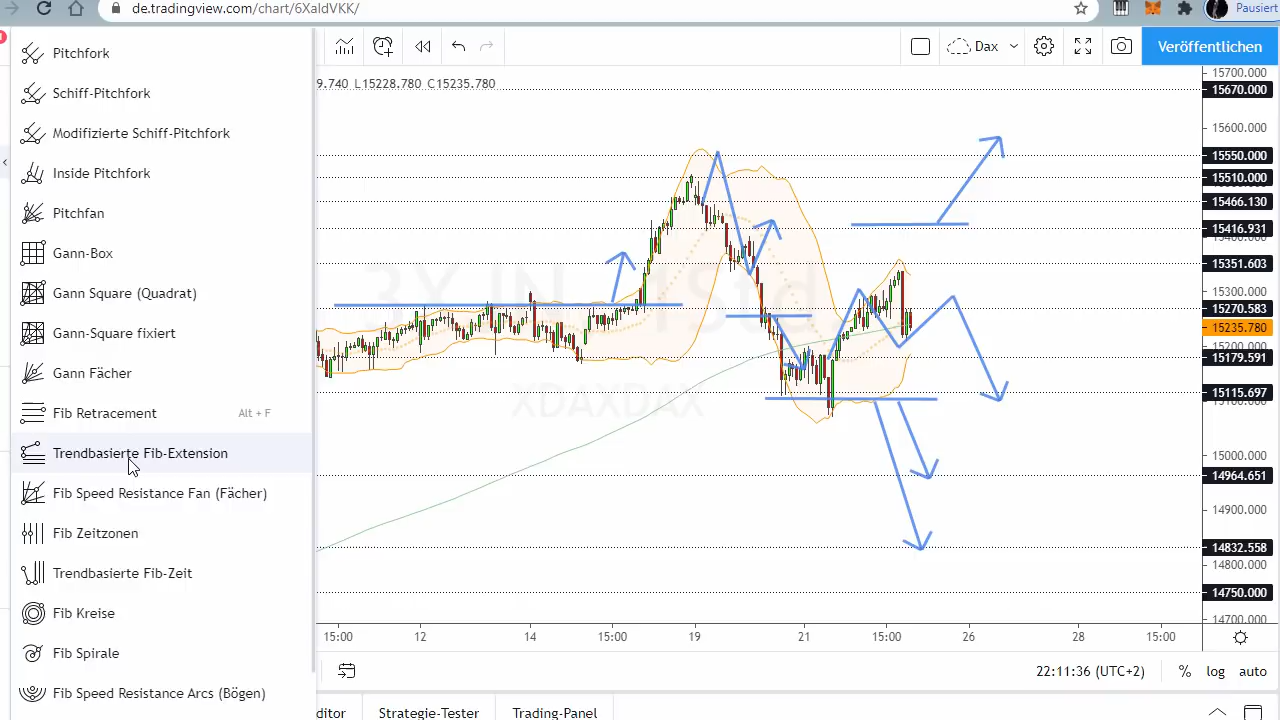 de.tradingview.com/chart/6XaldVKK/
Pausiert
Pitchfork
Schiff-Pitchfork
Modifizierte Schiff-Pitchfork
Inside Pitchfork
Pitchfan
Gann-Box
Gann Square (Quadrat)
Gann-Square fixiert
Gann Fächer
Fib Retracement Alt + F
Trendbasierte Fib-Extension
Fib Speed Resistance Fan (Fächer)
Fib Zeitzonen
Trendbasierte Fib-Zeit
Fib Kreise
Fib Spirale
Fib Speed Resistance Arcs (Bögen)
Dax
Veröffentlichen
9.740 L15228.780 C15235.780
XDAXDAX
15700.000
15670.000
15600.000
15550.000
15510.000
15466.130
15416.931
15351.603
15300.000
15270.583
15235.780
15200.000
15179.591
15115.697
15100.000
15000.000
14964.651
14900.000
14832.558
14800.000
14750.000
14700.000
15:00 12 14 15:00 19 21 15:00 26 28 15:00
22:11:36 (UTC+2) % log auto
ditor Strategie-Tester Trading-Panel